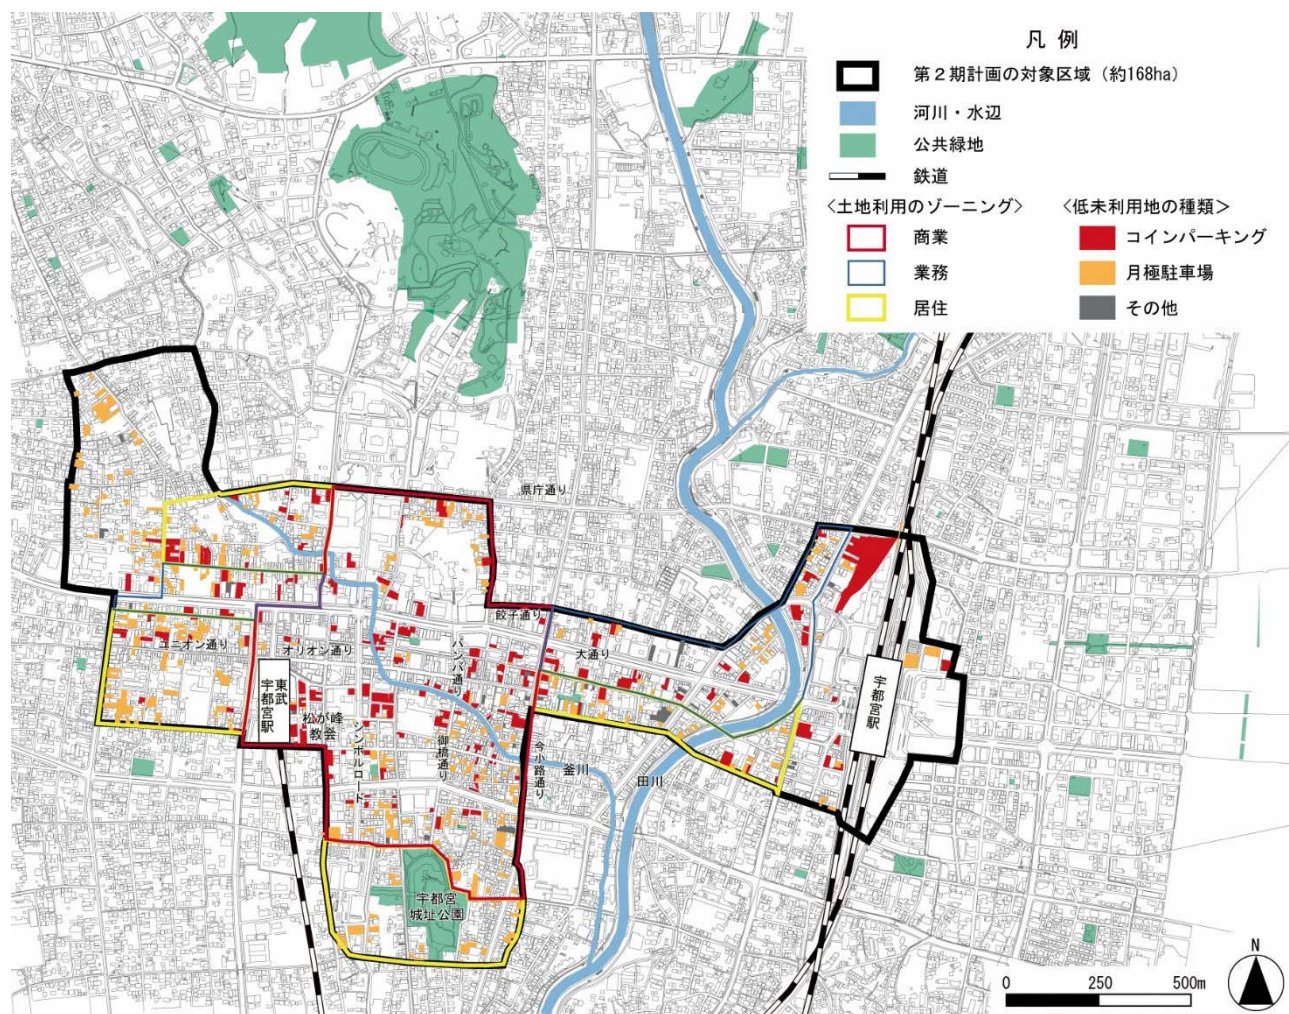 凡 例
第２期計画の対象区域（約168ha）
河川・水辺
公共緑地
鉄道
＜土地利用のゾーニング＞
＜低未利用地の種類＞
商業
コインパーキング
業務
月極駐車場
居住
その他
県庁通り
餃子通り
大通り
ユニオン通り
オリオン通り
バンバ通り
東武宇都宮駅
宇都宮駅
松が峰
教会
シンボルロード
御橋通り
今小路通り
釜川
田川
宇都宮
城址公園
N
0 250 500m